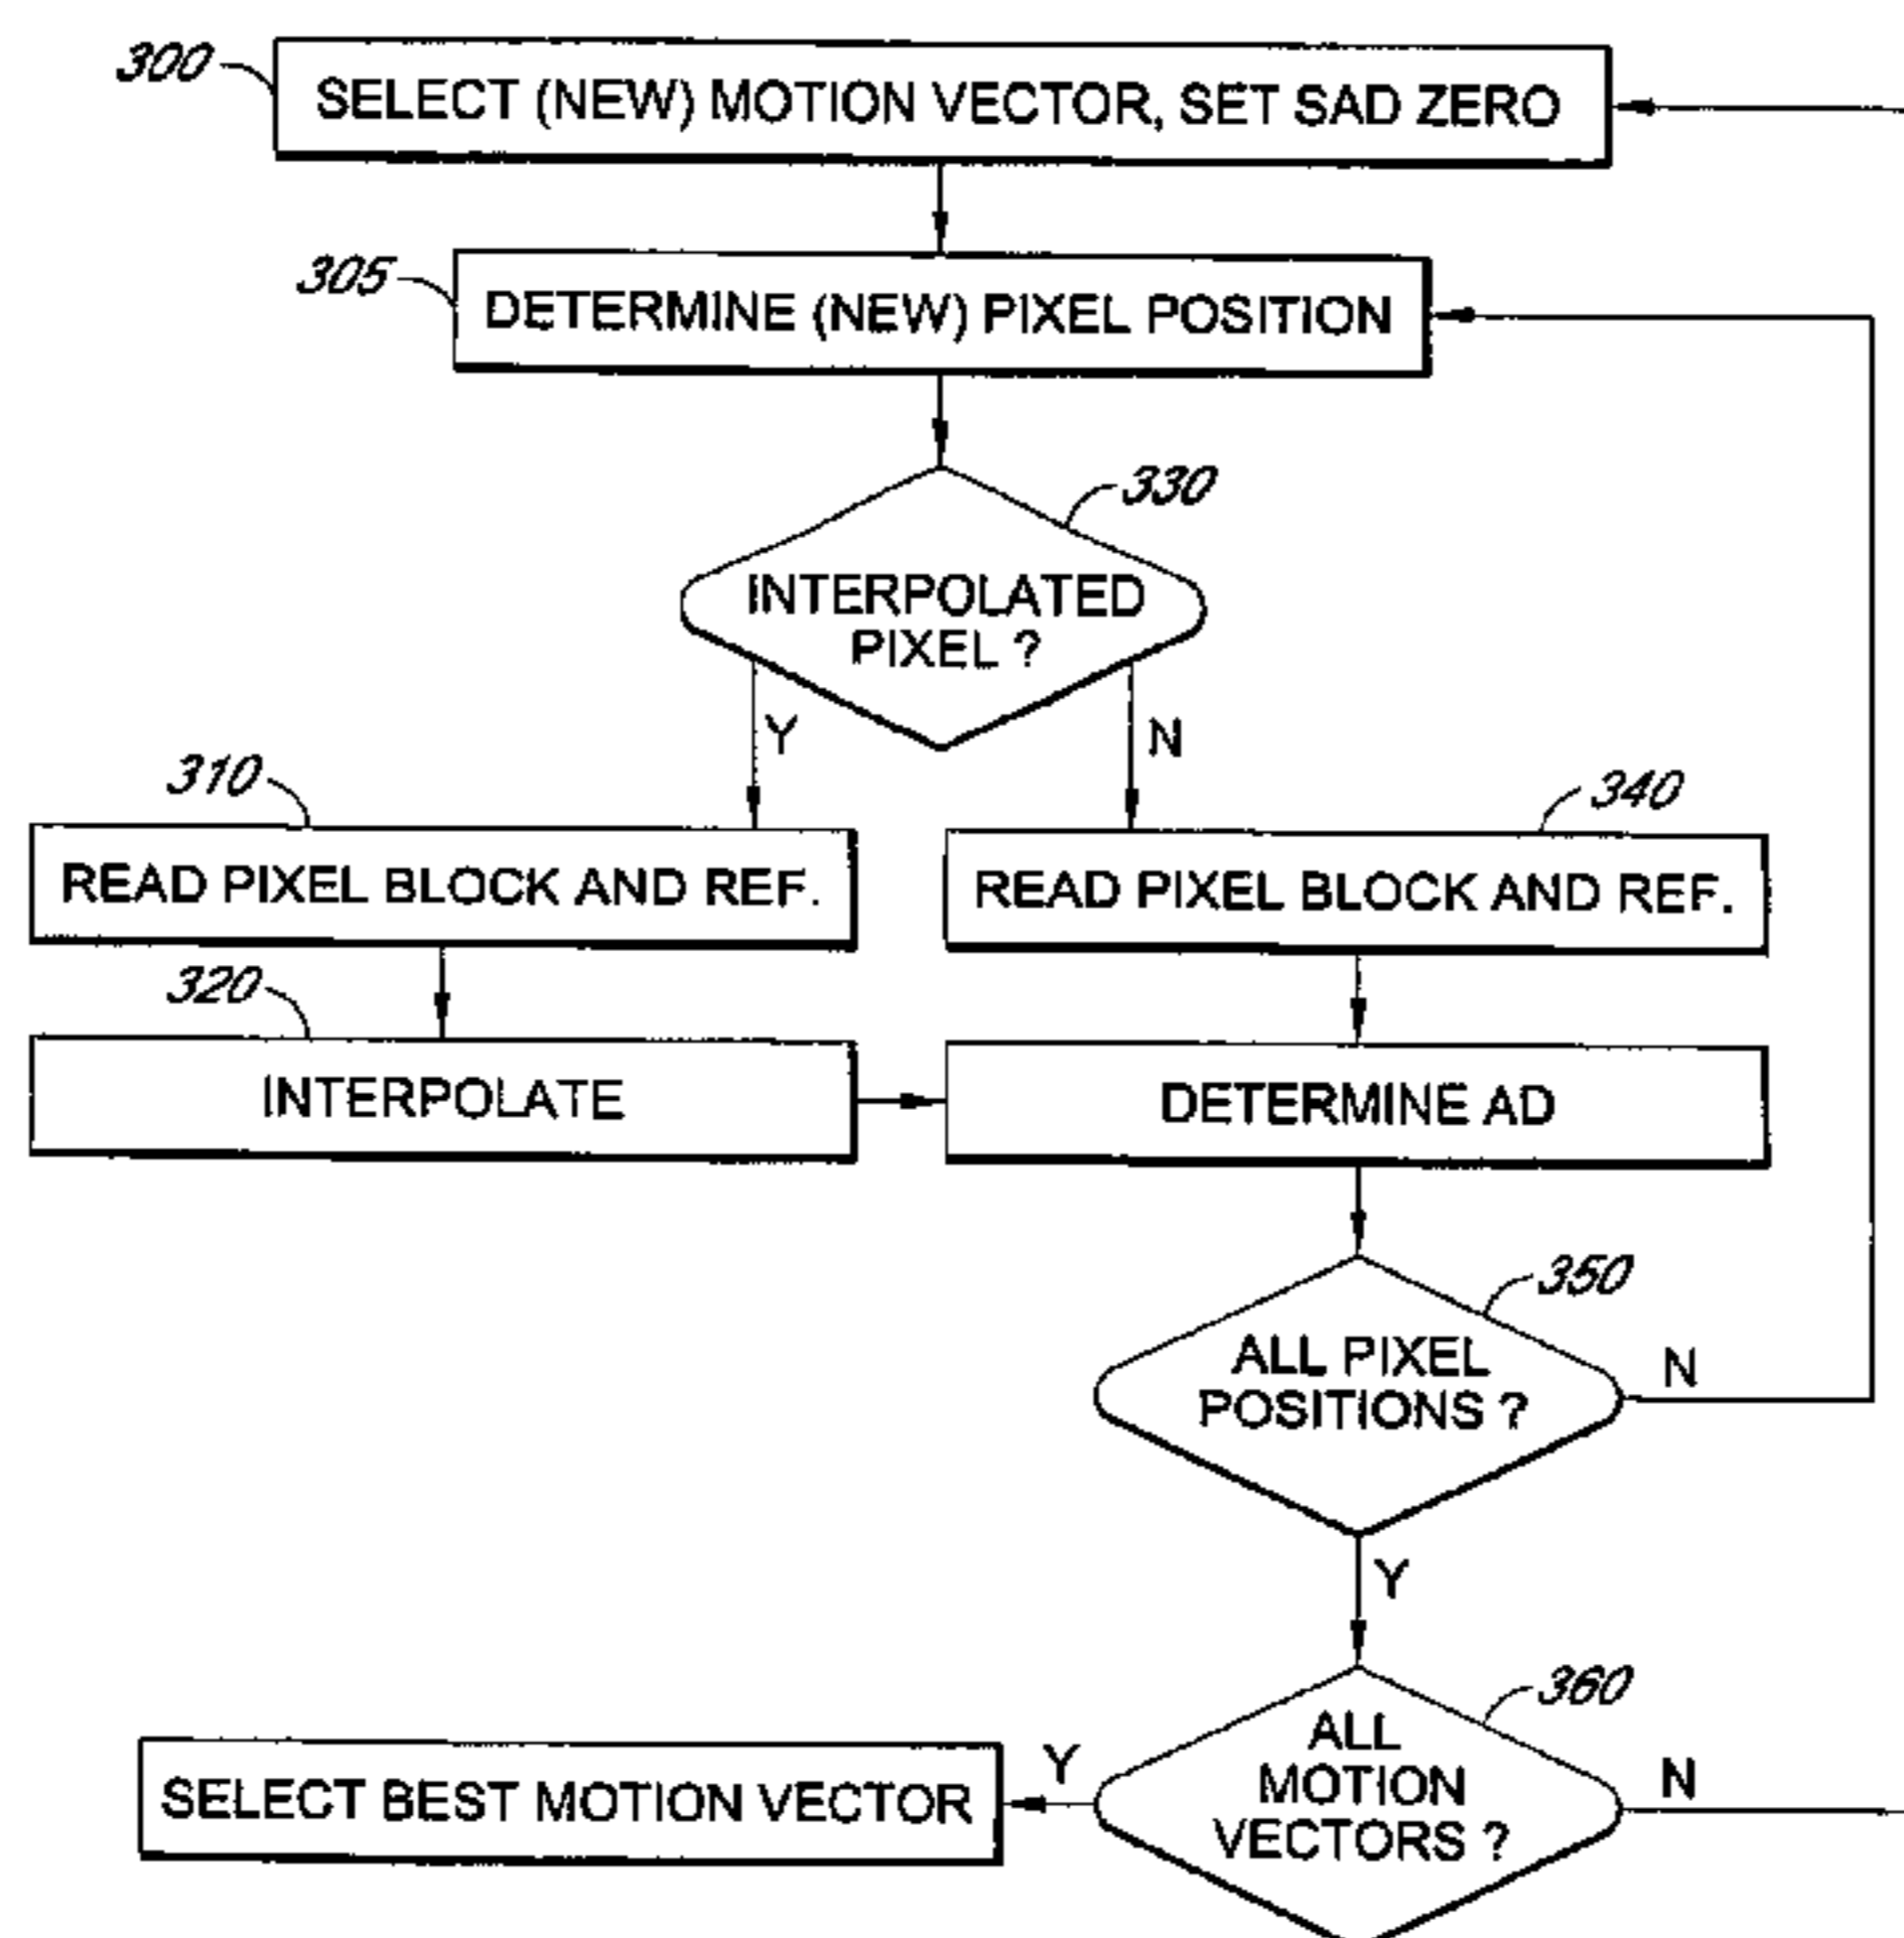 300
SELECT (NEW) MOTION VECTOR, SET SAD ZERO
305
DETERMINE (NEW) PIXEL POSITION
330
INTERPOLATED
PIXEL ?
Y
N
310
READ PIXEL BLOCK AND REF.
340
READ PIXEL BLOCK AND REF.
320
INTERPOLATE
DETERMINE AD
350
ALL PIXEL
POSITIONS ?
N
Y
360
ALL
MOTION
VECTORS ?
Y
N
SELECT BEST MOTION VECTOR